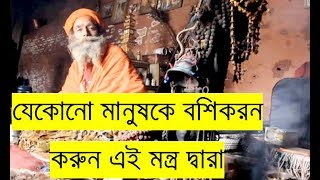 যেকোনো মানুষকে বশিকরন
করুন এই মন্ত্র দ্বারা